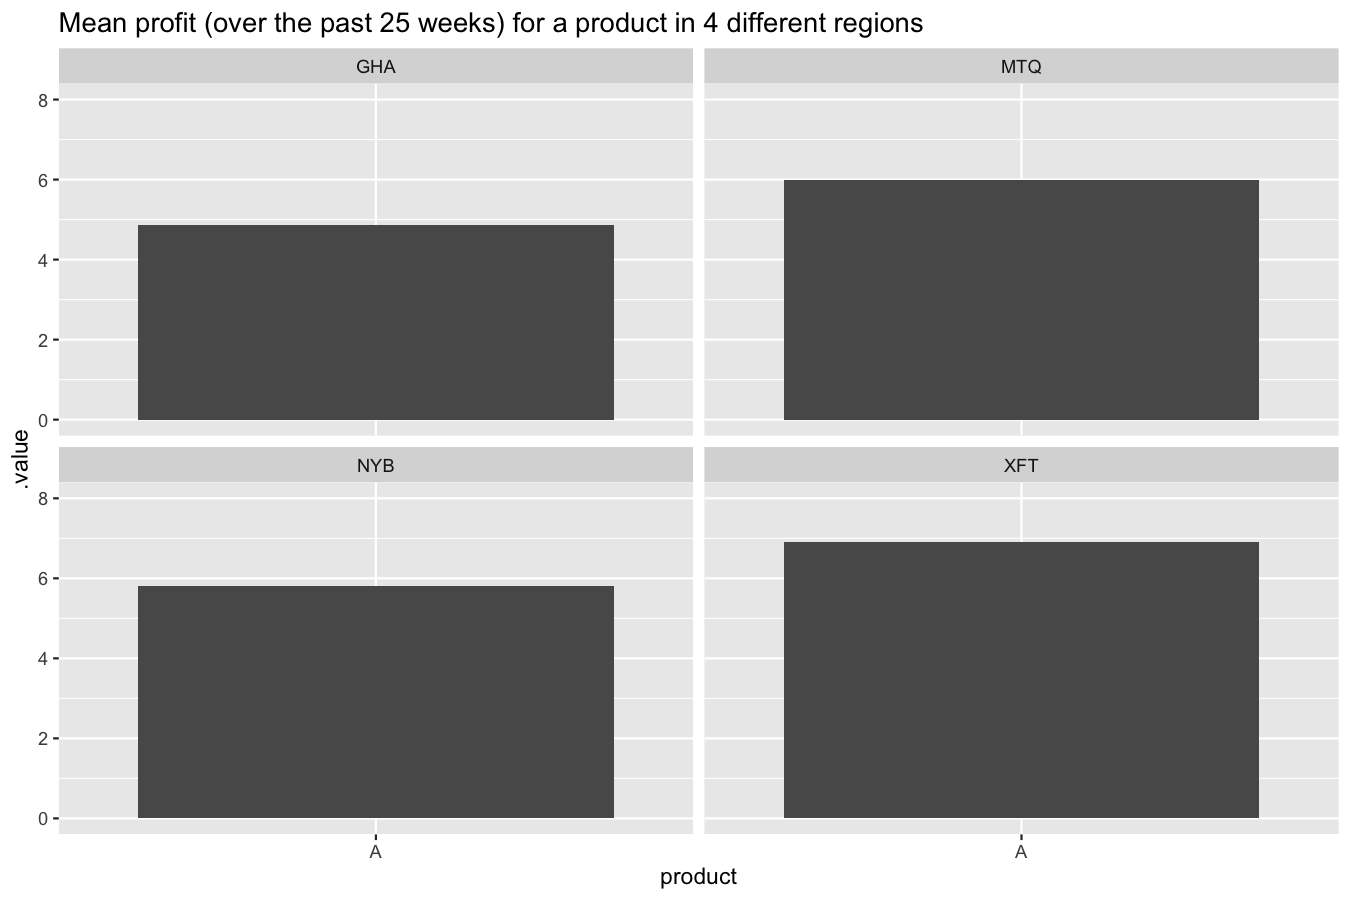 Mean profit (over the past 25 weeks) for a product in 4 different regions
GHA
MTQ
8
6
4
2
0
.value
NYB
XFT
8
6
4
2
0
A
A
product